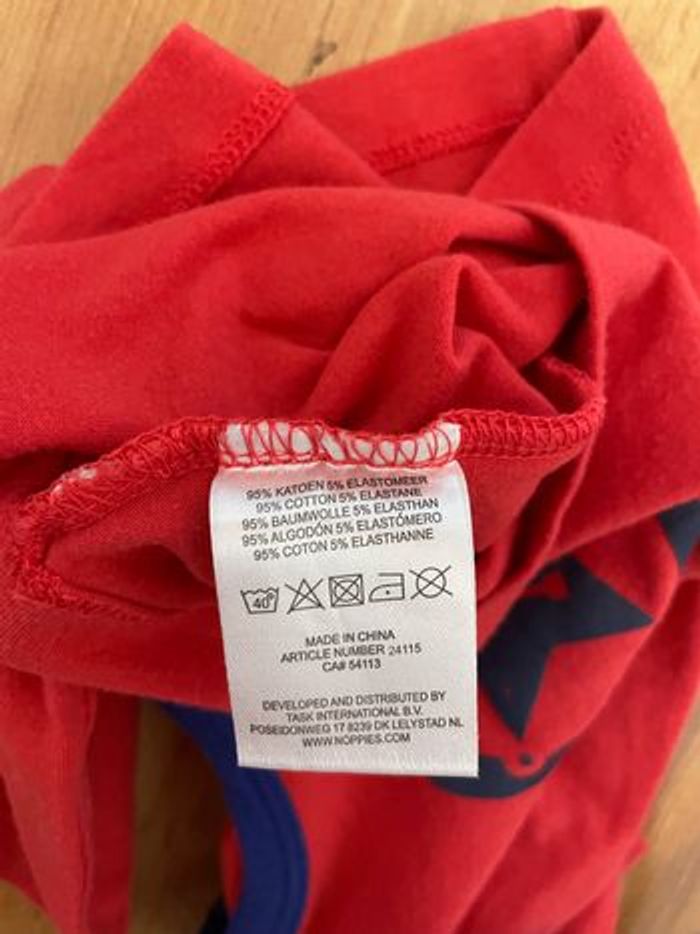 95% KATOEN 5% ELASTOMEER
95% COTTON 5% ELASTANE
95% BAUMWOLLE 5% ELASTHAN
95% ALGODÓN 5% ELASTÓMERO
95% COTON 5% ELASTHANNE
40°
MADE IN CHINA
ARTICLE NUMBER 24115
CA# 54113
DEVELOPED AND DISTRIBUTED BY
TASK INTERNATIONAL B.V.
POSEIDONWEG 17 8239 DK LELYSTAD NL
WWW.NOPPIES.COM